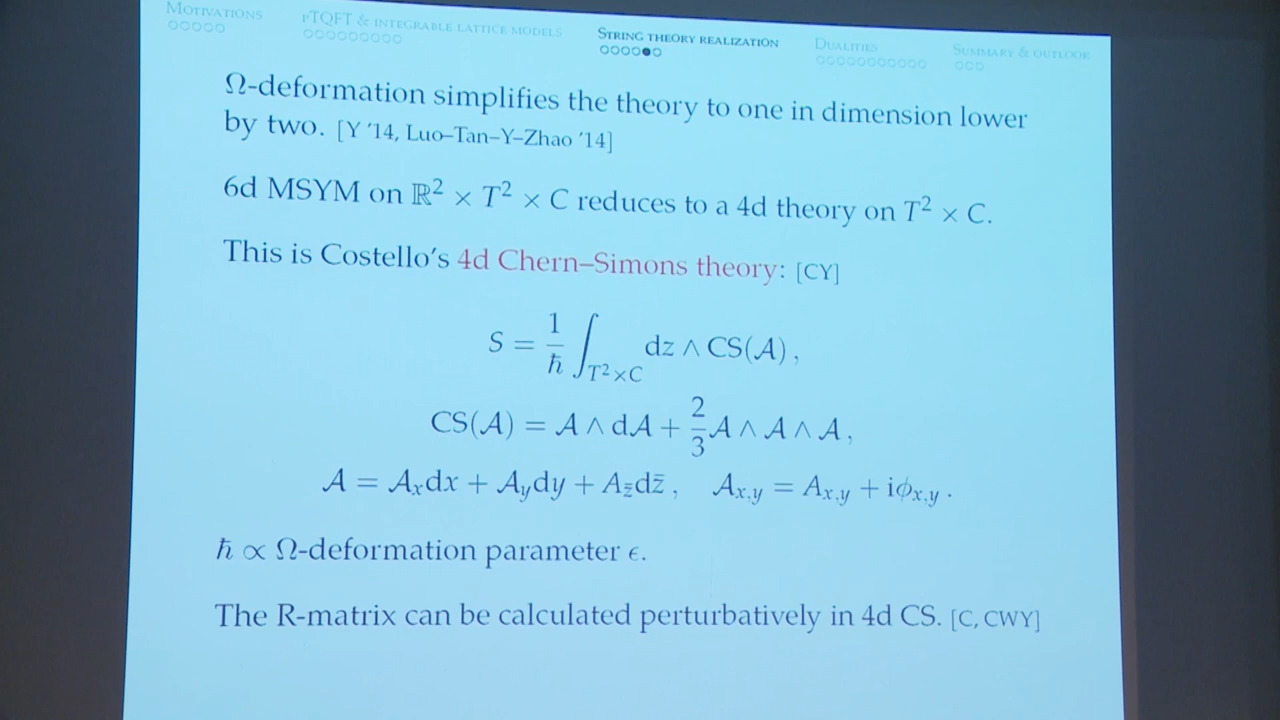 MOTIVATIONS PTQFT & INTEGRABLE LATTICE MODELS STRING THEORY REALIZATION DUALITIES SUMMARY & OUTLOOK
Ω-deformation simplifies the theory to one in dimension lower
by two. [Y '14, Luo–Tan–Y–Zhao '14]
6d MSYM on ℝ² × T² × C reduces to a 4d theory on T² × C.
This is Costello's 4d Chern–Simons theory: [CY]
S = 1/ħ ∫_{T²×C} dz ∧ CS(𝒜),
CS(𝒜) = 𝒜 ∧ d𝒜 + 2/3 𝒜 ∧ 𝒜 ∧ 𝒜,
𝒜 = 𝒜_x dx + 𝒜_y dy + A_z̄ dz̄, 𝒜_{x,y} = A_{x,y} + iϕ_{x,y}.
ħ ∝ Ω-deformation parameter ϵ.
The R-matrix can be calculated perturbatively in 4d CS. [C, CWY]